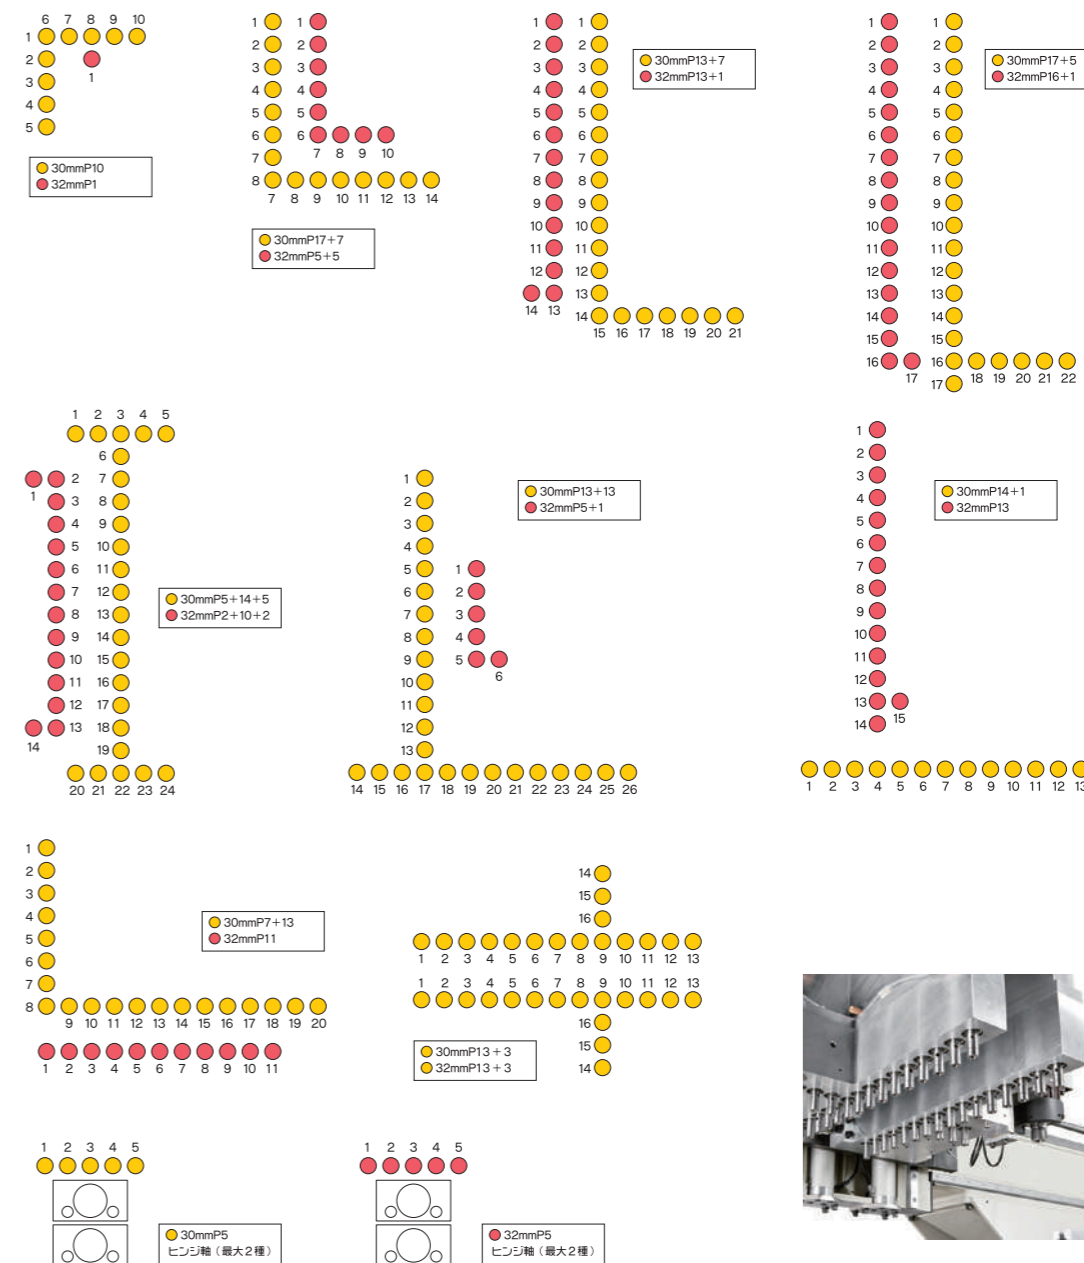 6 7 8 9 10
1
2
3
4
5
1
30mmP10
32mmP1
1 1
2 2
3 3
4 4
5 5
6 6
7 8 9 10
7
8
7 8 9 10 11 12 13 14
30mmP17+7
32mmP5+5
1 1
2 2
3 3
4 4
5 5
6 6
7 7
8 8
9 9
10 10
11 11
12 12
13
14 13
14
15 16 17 18 19 20 21
30mmP13+7
32mmP13+1
1 1
2 2
3 3
4 4
5 5
6 6
7 7
8 8
9 9
10 10
11 11
12 12
13 13
14 14
15 15
16 16
17 18 19 20 21 22
17
30mmP17+5
32mmP16+1
1 2 3 4 5
6
2 7
1
3 8
4 9
5 10
6 11
7 12
8 13
9 14
10 15
11 16
12 17
13 18
14
19
20 21 22 23 24
30mmP5+14+5
32mmP2+10+2
1
2
3
4
5 1
6 2
7 3
8 4
9 5
6
10
11
12
13
14 15 16 17 18 19 20 21 22 23 24 25 26
30mmP13+13
32mmP5+1
1
2
3
4
5
6
7
8
9
10
11
12
13
15
14
1 2 3 4 5 6 7 8 9 10 11 12 13
30mmP14+1
32mmP13
1
2
3
4
5
6
7
8
9 10 11 12 13 14 15 16 17 18 19 20
1 2 3 4 5 6 7 8 9 10 11
30mmP7+13
32mmP11
14
15
16
1 2 3 4 5 6 7 8 9 10 11 12 13
1 2 3 4 5 6 7 8 9 10 11 12 13
16
15
14
30mmP13+3
32mmP13+3
1 2 3 4 5
30mmP5
ヒンジ軸（最大2種）
1 2 3 4 5
32mmP5
ヒンジ軸（最大2種）